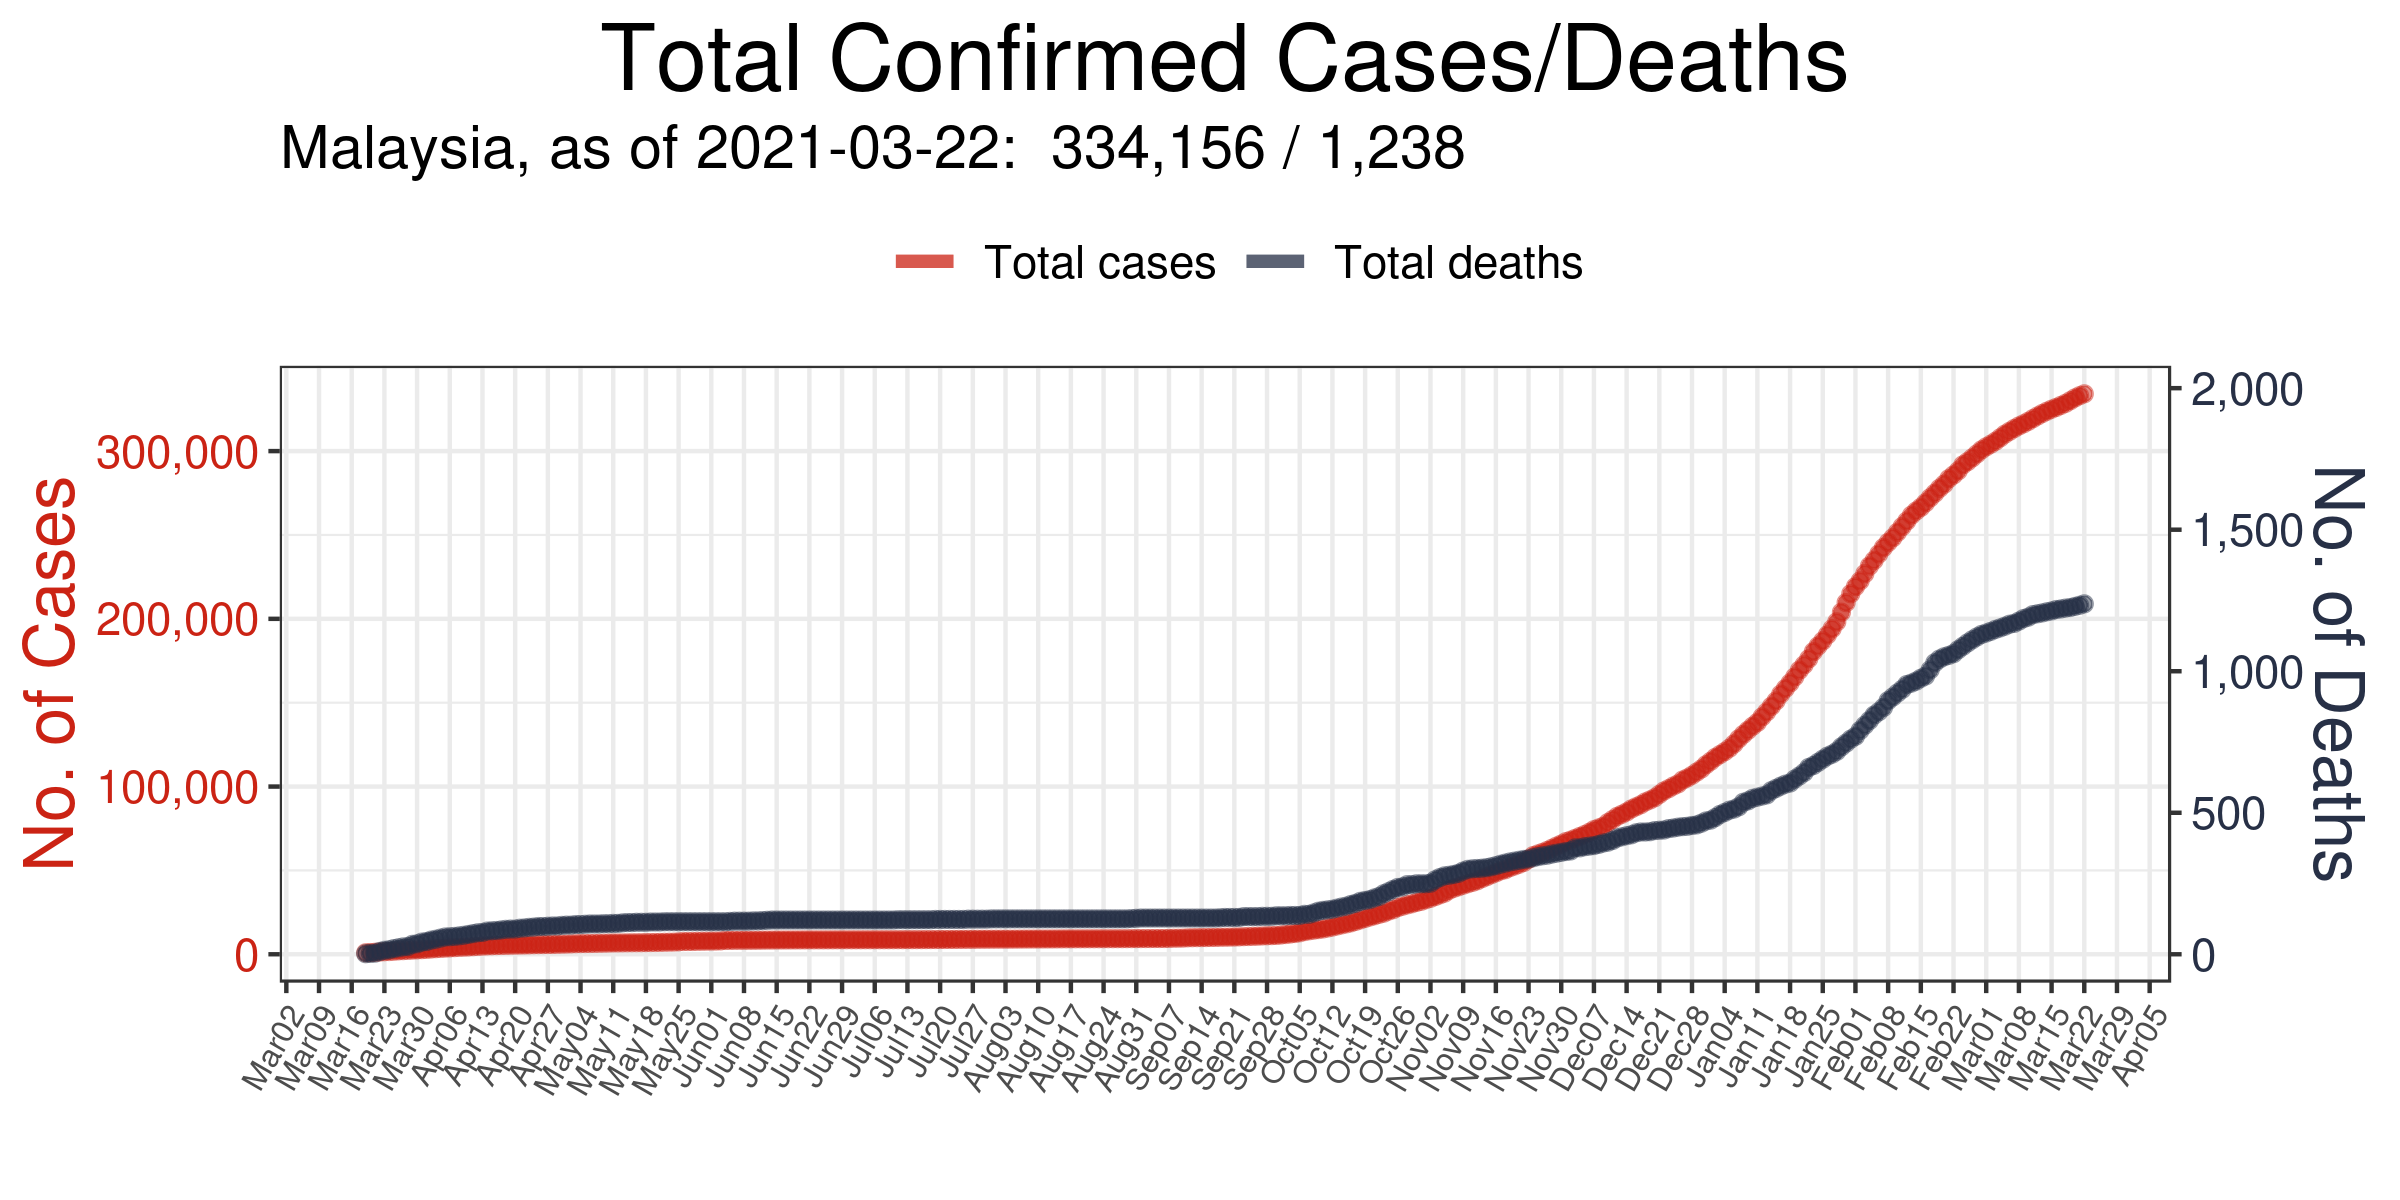 Total Confirmed Cases/Deaths
Malaysia, as of 2021-03-22:  334,156 / 1,238
Total cases
Total deaths
No. of Cases
300,000
200,000
100,000
0
2,000
1,500
1,000
500
0
No. of Deaths
Mar02
Mar09
Mar16
Mar23
Mar30
Apr06
Apr13
Apr20
Apr27
May04
May11
May18
May25
Jun01
Jun08
Jun15
Jun22
Jun29
Jul06
Jul13
Jul20
Jul27
Aug03
Aug10
Aug17
Aug24
Aug31
Sep07
Sep14
Sep21
Sep28
Oct05
Oct12
Oct19
Oct26
Nov02
Nov09
Nov16
Nov23
Nov30
Dec07
Dec14
Dec21
Dec28
Jan04
Jan11
Jan18
Jan25
Feb01
Feb08
Feb15
Feb22
Mar01
Mar08
Mar15
Mar22
Mar29
Apr05